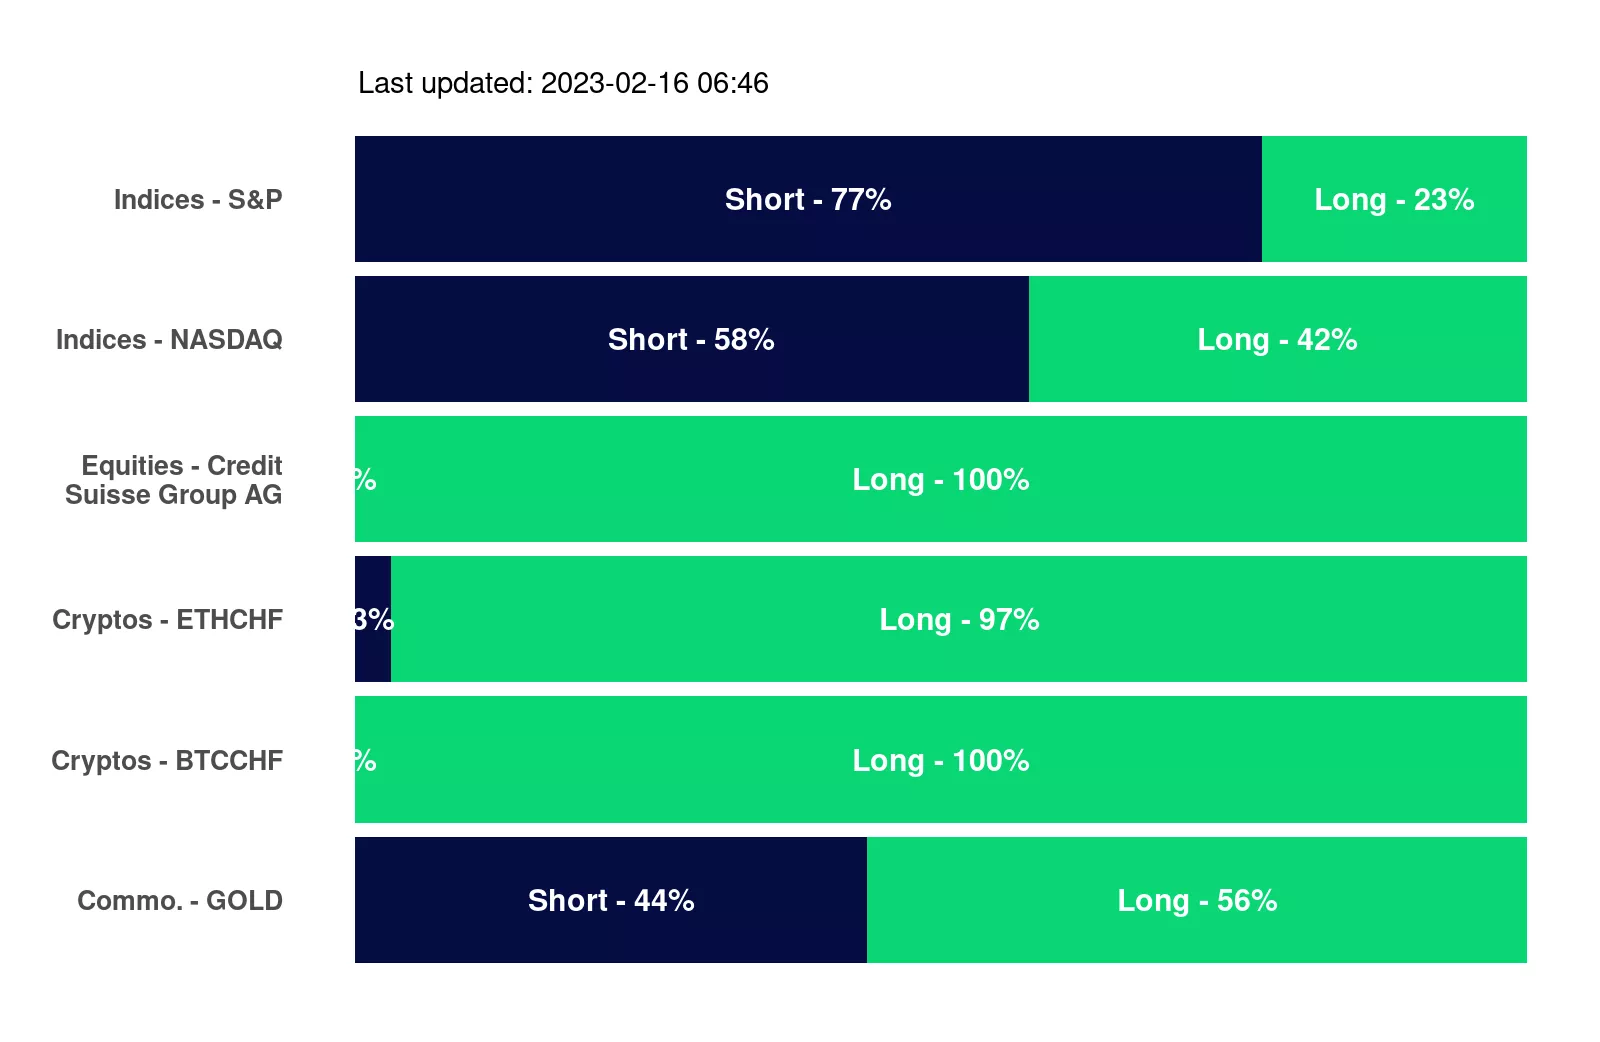 Last updated: 2023-02-16 06:46
Indices - S&P
Short - 77%
Long - 23%
Indices - NASDAQ
Short - 58%
Long - 42%
Equities - Credit
Suisse Group AG
%
Long - 100%
Cryptos - ETHCHF
3%
Long - 97%
Cryptos - BTCCHF
%
Long - 100%
Commo. - GOLD
Short - 44%
Long - 56%